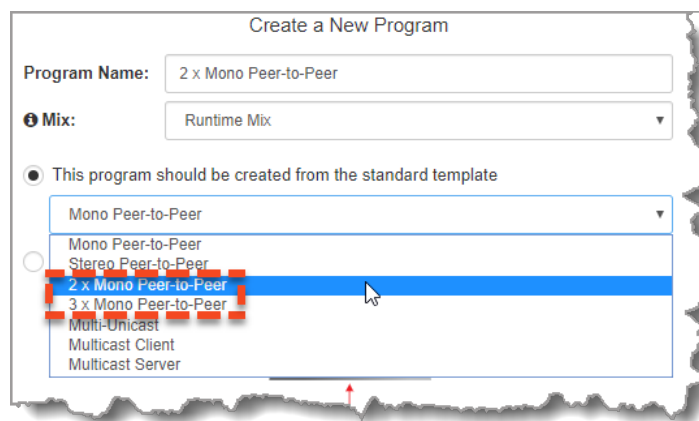 Create a New Program
Program Name: 2 x Mono Peer-to-Peer
Mix: Runtime Mix
This program should be created from the standard template
Mono Peer-to-Peer
Mono Peer-to-Peer
Stereo Peer-to-Peer
2 x Mono Peer-to-Peer
3 x Mono Peer-to-Peer
Multi-Unicast
Multicast Client
Multicast Server